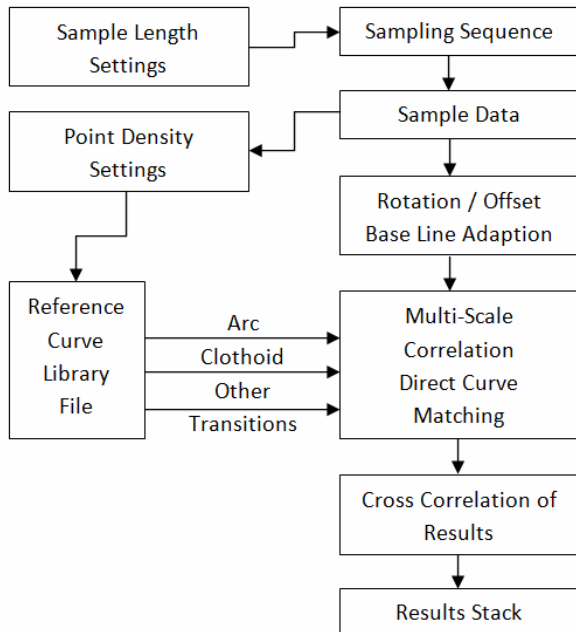 Sample Length
Settings
Sampling Sequence
Sample Data
Point Density
Settings
Rotation / Offset
Base Line Adaption
Reference
Curve
Library
File
Arc
Clothoid
Other
Transitions
Multi-Scale
Correlation
Direct Curve
Matching
Cross Correlation of
Results
Results Stack